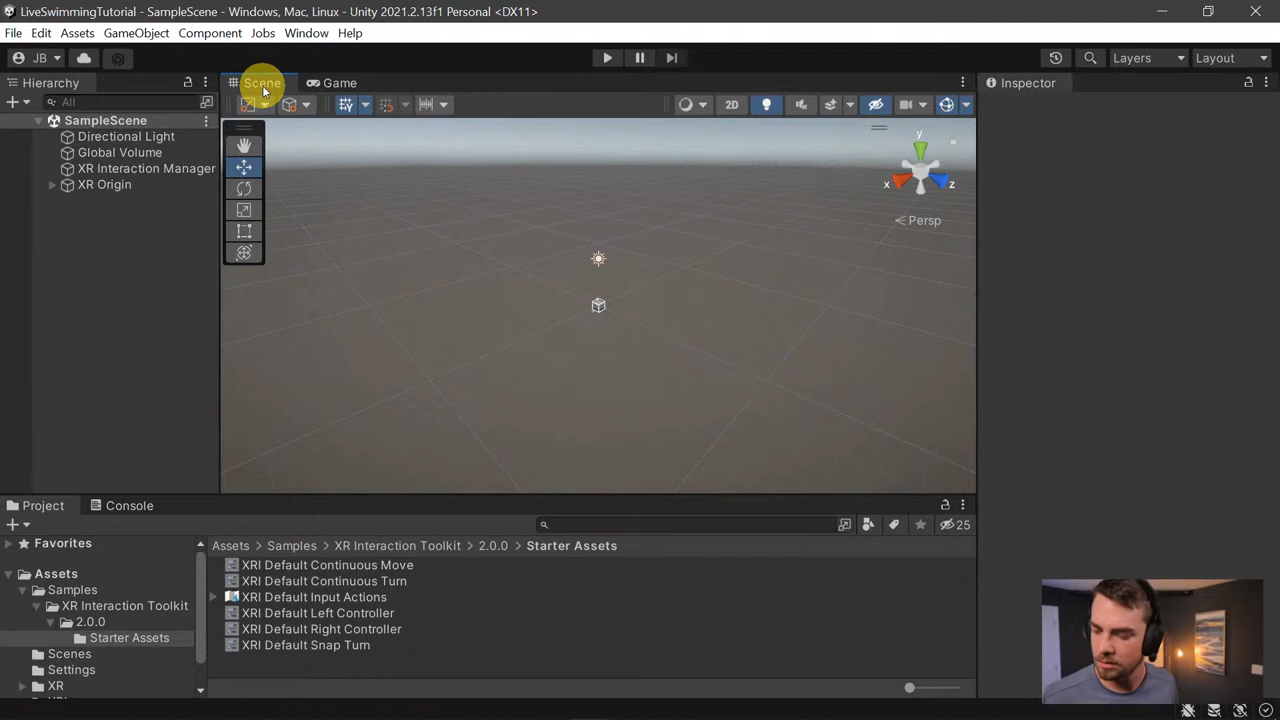 LiveSwimmingTutorial - SampleScene - Windows, Mac, Linux - Unity 2021.2.13f1 Personal <DX11>
File Edit Assets GameObject Component Jobs Window Help
JB Layers Layout
Hierarchy Scene Game Inspector
All 2D
SampleScene
Directional Light
Global Volume
XR Interaction Manager
XR Origin
y
x z
Persp
Project Console
25
Favorites
Assets > Samples > XR Interaction Toolkit > 2.0.0 > Starter Assets
Assets
Samples
XR Interaction Toolkit
2.0.0
Starter Assets
Scenes
Settings
XR
XRI Default Continuous Move
XRI Default Continuous Turn
XRI Default Input Actions
XRI Default Left Controller
XRI Default Right Controller
XRI Default Snap Turn